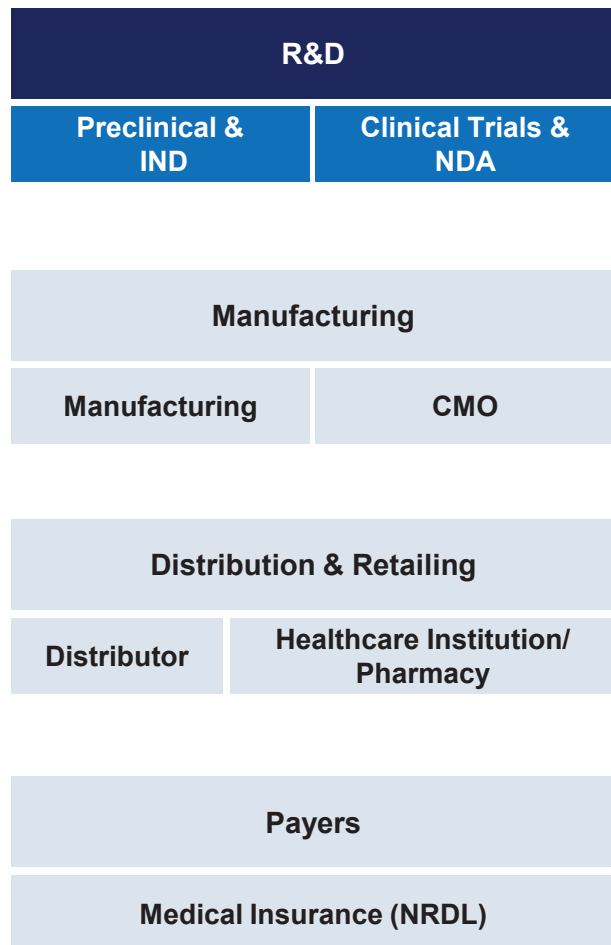 R&D
Preclinical &
IND
Clinical Trials &
NDA
Manufacturing
Manufacturing
CMO
Distribution & Retailing
Distributor
Healthcare Institution/
Pharmacy
Payers
Medical Insurance (NRDL)